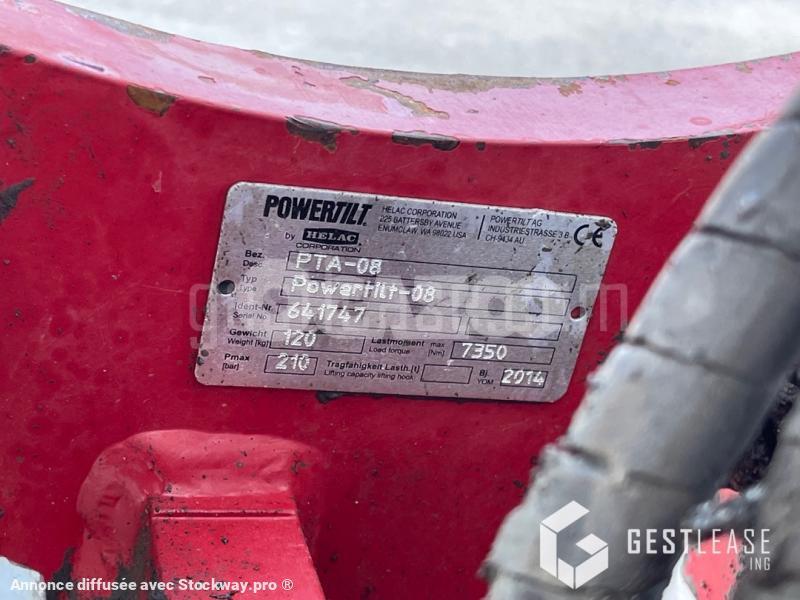 POWERTILT
by HELAC
CORPORATION
HELAC CORPORATION
225 BATTERSBY AVENUE
ENUMCLAW, WA 98022 USA
POWERTILT AG
INDUSTRIESTRASSE 3 B
CH-9434 AU
CE
Bez. PTA-08
Desc.
Typ Powertilt-08
Type
Ident-Nr 641747
Serial No
Gewicht 120 Lastmoment max 7350
Weight [kg] Load torque [Nm]
Pmax 210 Tragfähigkeit Lasth.[t] Bj. 2014
[bar] Lifting capacity lifting hook YOM
GESTLEASE
ING
Annonce diffusée avec Stockway.pro ®